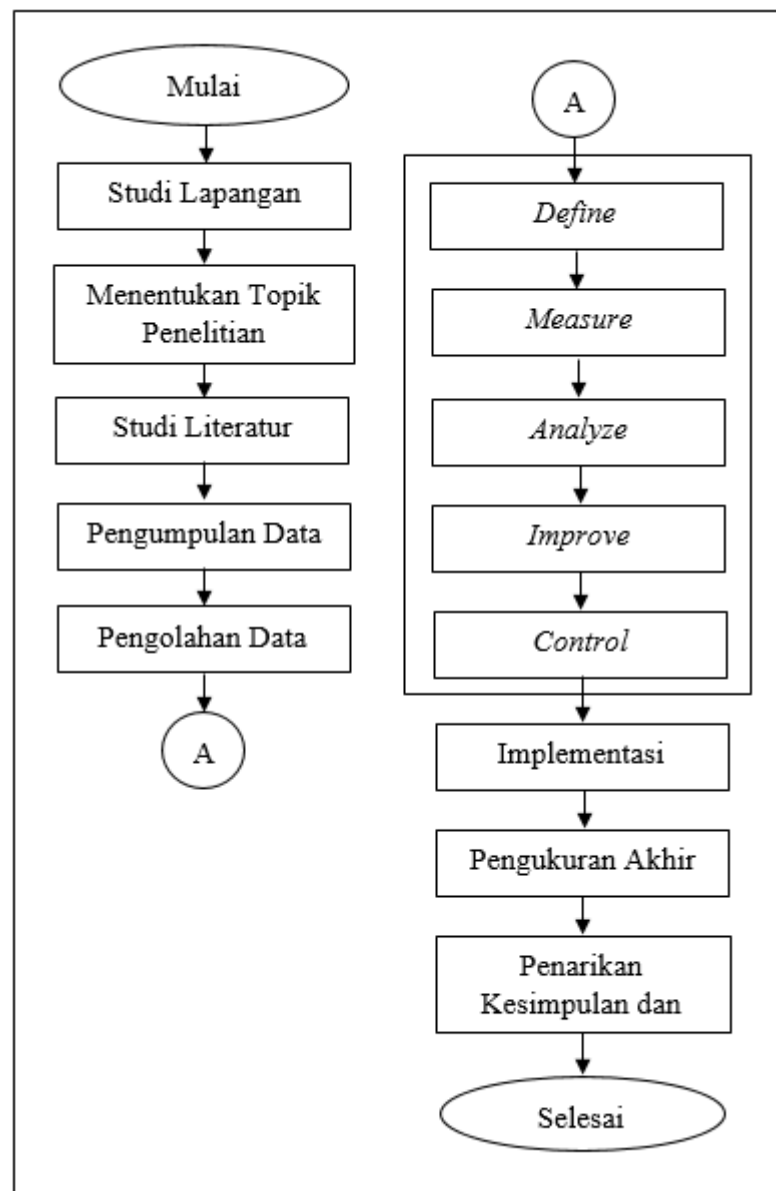 Mulai
Studi Lapangan
Menentukan Topik
Penelitian
Studi Literatur
Pengumpulan Data
Pengolahan Data
A
A
Define
Measure
Analyze
Improve
Control
Implementasi
Pengukuran Akhir
Penarikan
Kesimpulan dan
Selesai